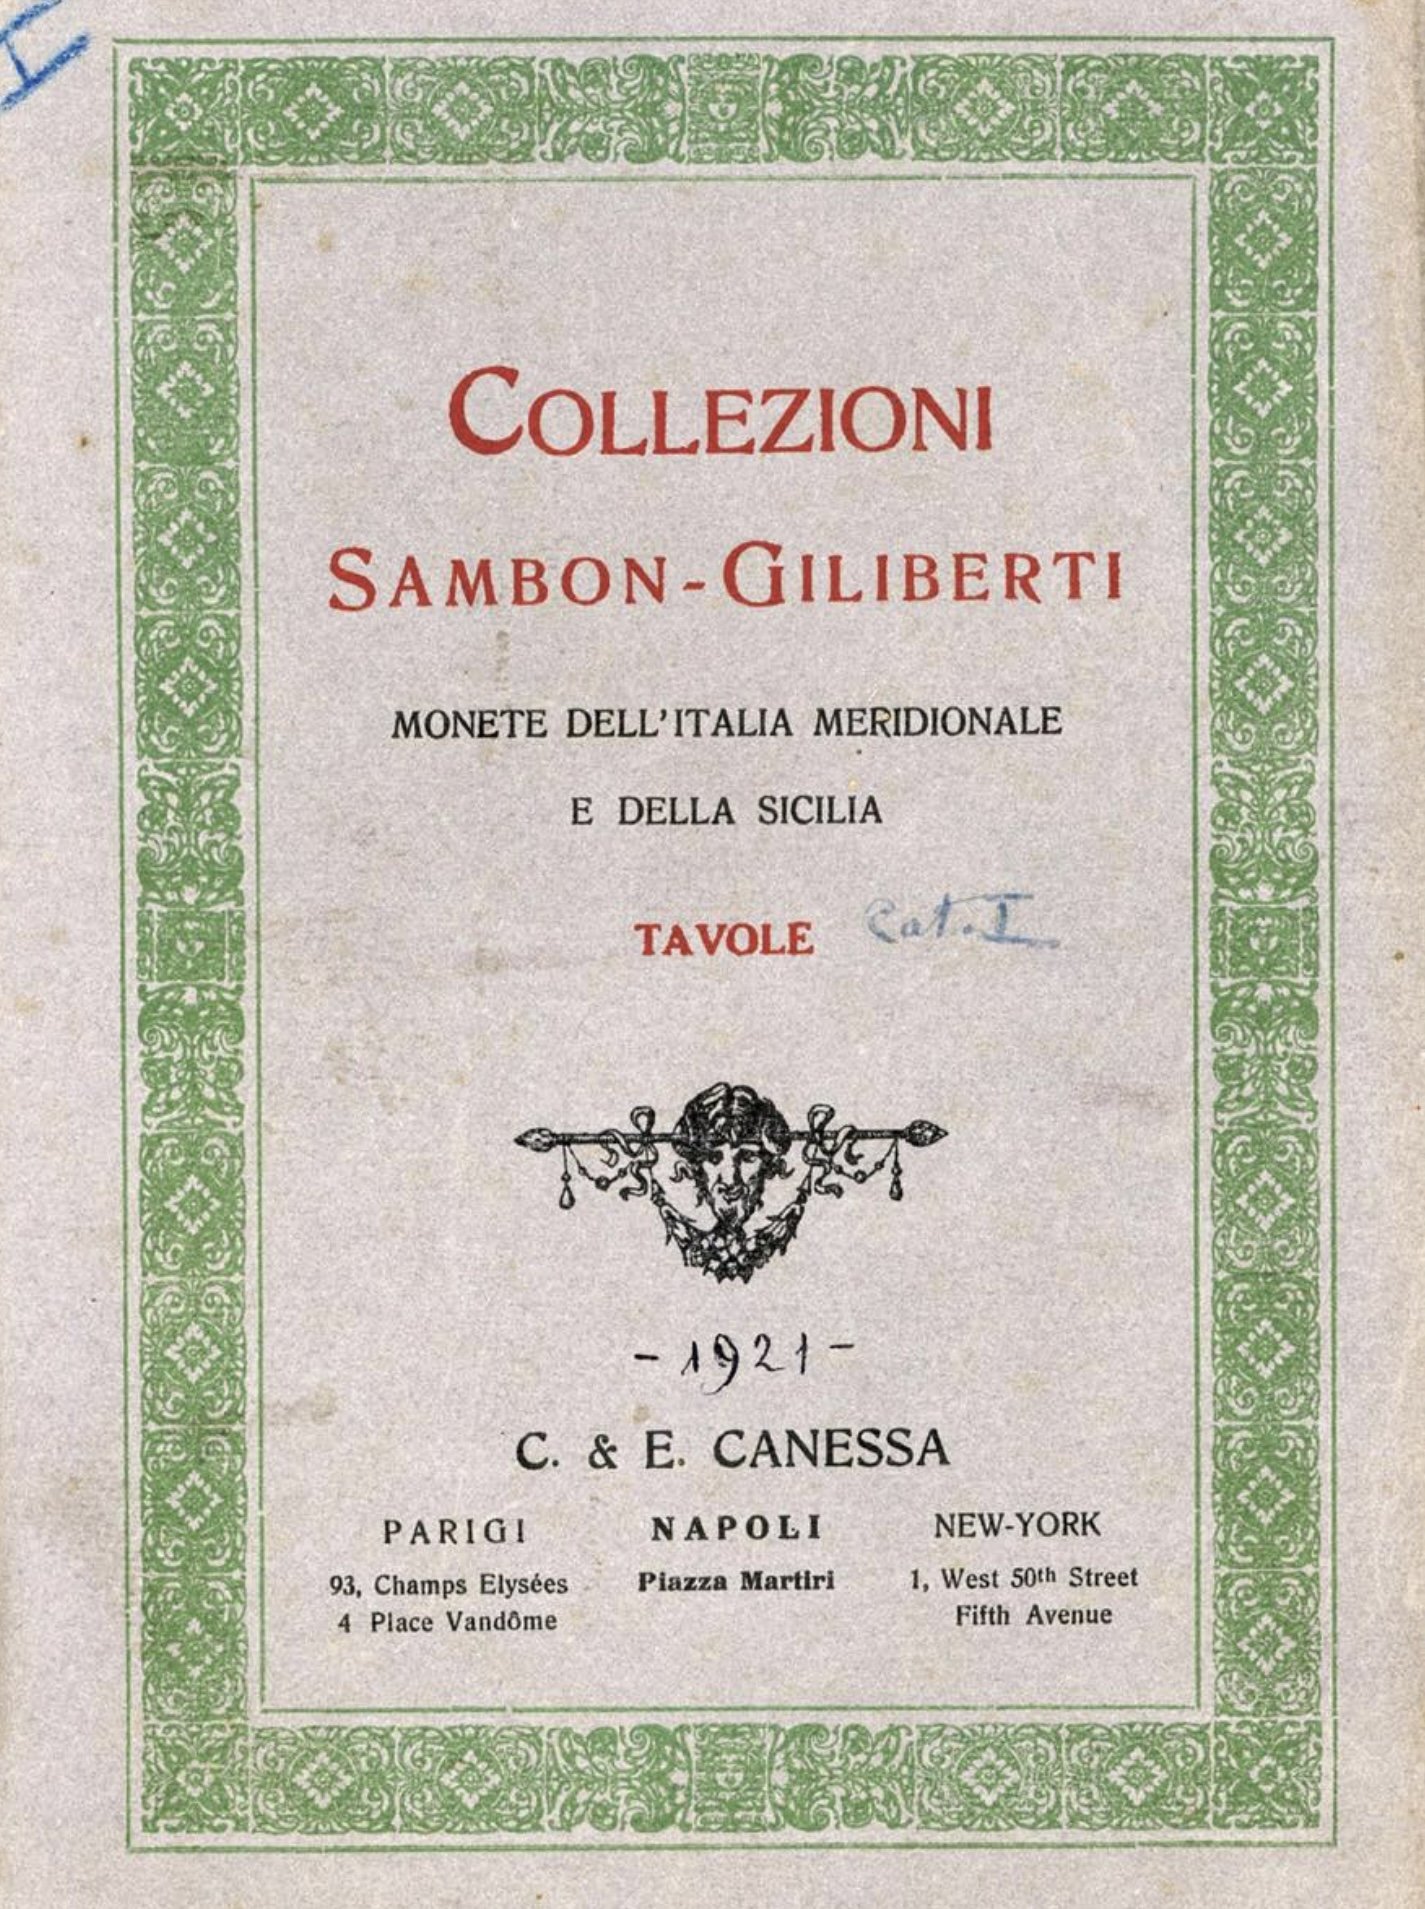 I
COLLEZIONI
SAMBON-GILIBERTI
MONETE DELL'ITALIA MERIDIONALE
E DELLA SICILIA
TAVOLE Cat. I
- 1921 -
C. & E. CANESSA
PARIGI NAPOLI NEW-YORK
93, Champs Elysées Piazza Martiri 1, West 50th Street
4 Place Vandôme Fifth Avenue